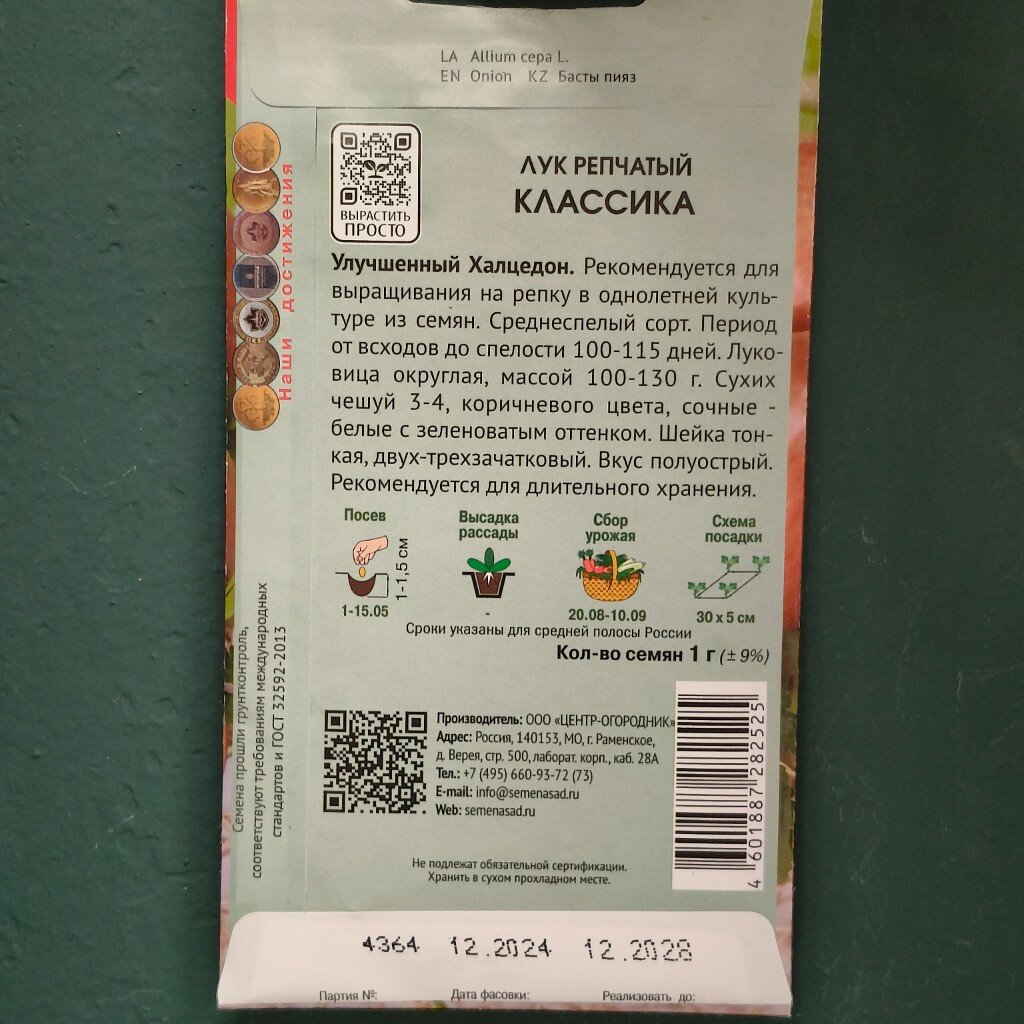 LA Allium cepa L.
EN Onion KZ Басты пияз
ВЫРАСТИТЬ
ПРОСТО
ЛУК РЕПЧАТЫЙ
КЛАССИКА
Наши достижения
Улучшенный Халцедон. Рекомендуется для
выращивания на репку в однолетней куль-
туре из семян. Среднеспелый сорт. Период
от всходов до спелости 100-115 дней. Луко-
вица округлая, массой 100-130 г. Сухих
чешуй 3-4, коричневого цвета, сочные -
белые с зеленоватым оттенком. Шейка тон-
кая, двух-трехзачатковый. Вкус полуострый.
Рекомендуется для длительного хранения.
Посев
1-1,5 см
1-15.05
Высадка
рассады
-
Сбор
урожая
20.08-10.09
Схема
посадки
30 x 5 см
Сроки указаны для средней полосы России
Кол-во семян 1 г (± 9%)
Семена прошли грунтконтроль,
соответствуют требованиям международных
стандартов и ГОСТ 32592-2013
Производитель: ООО «ЦЕНТР-ОГОРОДНИК»
Адрес: Россия, 140153, МО, г. Раменское,
д. Верея, стр. 500, лаборат. корп., каб. 28А
Тел.: +7 (495) 660-93-72 (73)
E-mail: info@semenasad.ru
Web: semenasad.ru
4 601887 282525
Не подлежат обязательной сертификации.
Хранить в сухом прохладном месте.
4364 12.2024 12.2028
Партия №: Дата фасовки: Реализовать до: